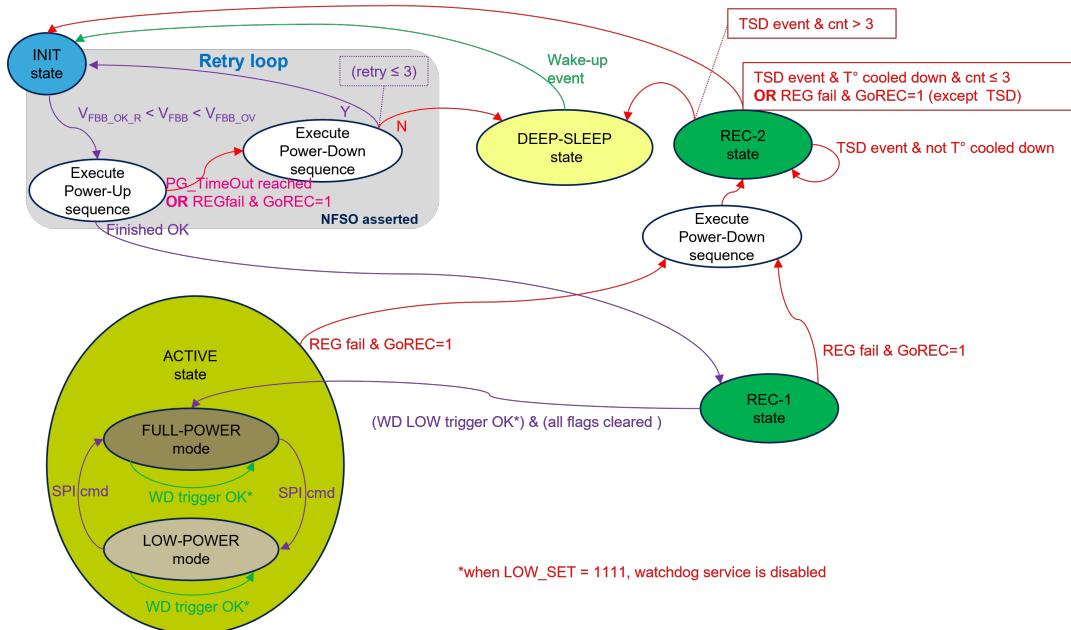 TSD event & cnt > 3
INIT
state
Retry loop
Wake-up
event
(retry ≤ 3)
TSD event & T° cooled down & cnt ≤ 3
OR REG fail & GoREC=1 (except TSD)
V_FBB_OK_R < V_FBB < V_FBB_OV
Y
N
Execute
Power-Down
sequence
DEEP-SLEEP
state
REC-2
state
TSD event & not T° cooled down
Execute
Power-Up
sequence
PG_TimeOut reached
OR REGfail & GoREC=1
NFSO asserted
Finished OK
Execute
Power-Down
sequence
REG fail & GoREC=1
REG fail & GoREC=1
ACTIVE
state
REC-1
state
(WD LOW trigger OK*) & (all flags cleared )
FULL-POWER
mode
SPI cmd
WD trigger OK*
SPI cmd
LOW-POWER
mode
WD trigger OK*
*when LOW_SET = 1111, watchdog service is disabled